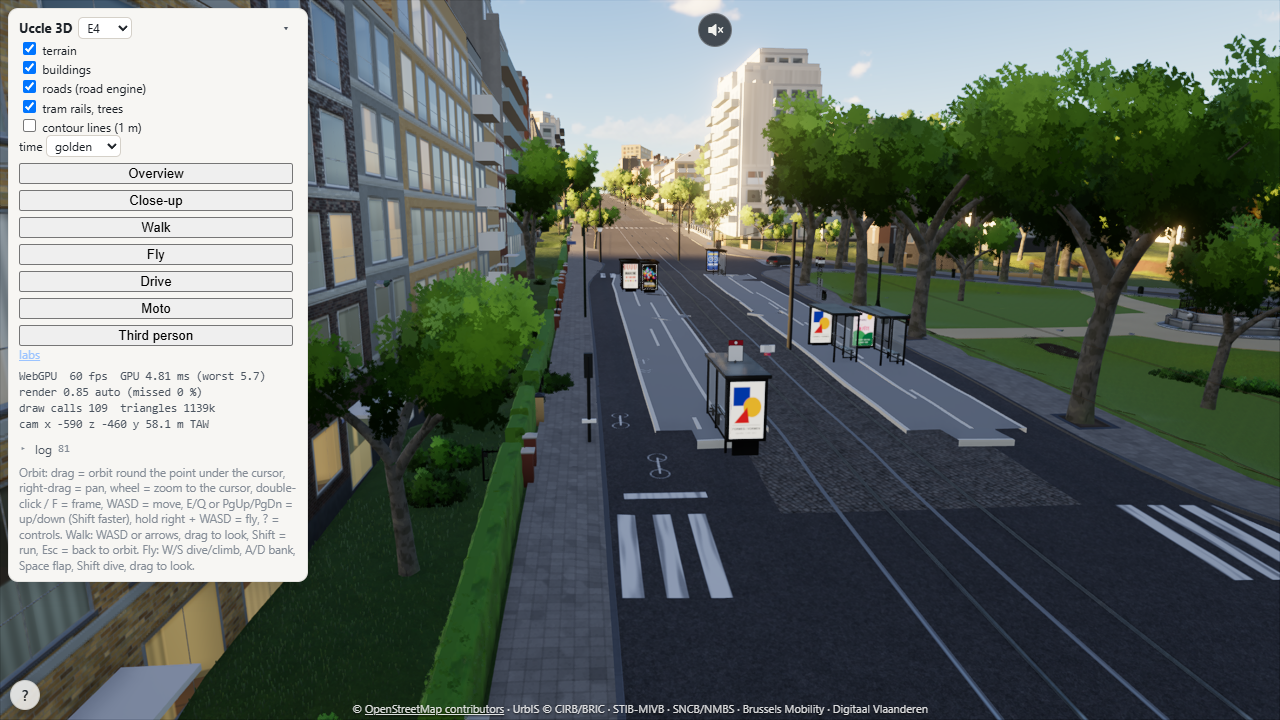 Uccle 3D E4
terrain
buildings
roads (road engine)
tram rails, trees
contour lines (1 m)
time golden
Overview
Close-up
Walk
Fly
Drive
Moto
Third person
labs
WebGPU 60 fps GPU 4.81 ms (worst 5.7)
render 0.85 auto (missed 0 %)
draw calls 109 triangles 1139k
cam x -590 z -460 y 58.1 m TAW
log 81
Orbit: drag = orbit round the point under the cursor,
right-drag = pan, wheel = zoom to the cursor, double-
click / F = frame, WASD = move, E/Q or PgUp/PgDn =
up/down (Shift faster), hold right + WASD = fly, ? =
controls. Walk: WASD or arrows, drag to look, Shift =
run, Esc = back to orbit. Fly: W/S dive/climb, A/D bank,
Space flap, Shift dive, drag to look.
?
© OpenStreetMap contributors · UrbIS © CIRB/BRIC · STIB-MIVB · SNCB/NMBS · Brussels Mobility · Digitaal Vlaanderen